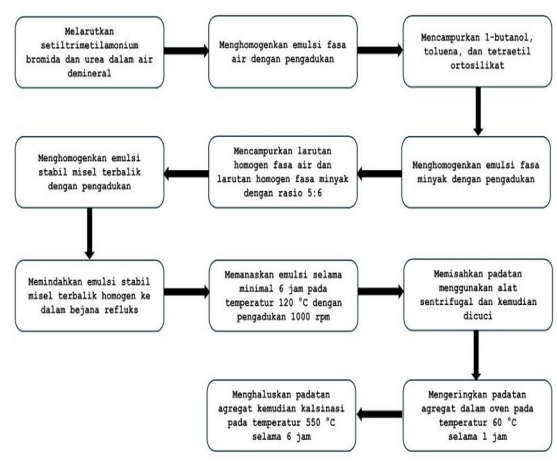 Melarutkan
setiltrimetilamonium
bromida dan urea dalam air
demineral
Menghomogenkan emulsi fasa
air dengan pengadukan
Mencampurkan 1-butanol,
toluena, dan tetraetil
ortosilikat
Menghomogenkan emulsi fasa
minyak dengan pengadukan
Mencampurkan larutan
homogen fasa air dan
larutan homogen fasa minyak
dengan rasio 5:6
Menghomogenkan emulsi
stabil misel terbalik
dengan pengadukan
Memindahkan emulsi stabil
misel terbalik homogen ke
dalam bejana refluks
Memanaskan emulsi selama
minimal 6 jam pada
temperatur 120 °C dengan
pengadukan 1000 rpm
Memisahkan padatan
menggunakan alat
sentrifugal dan kemudian
dicuci
Mengeringkan padatan
agregat dalam oven pada
temperatur 60 °C
selama 1 jam
Menghaluskan padatan
agregat kemudian kalsinasi
pada temperatur 550 °C
selama 6 jam